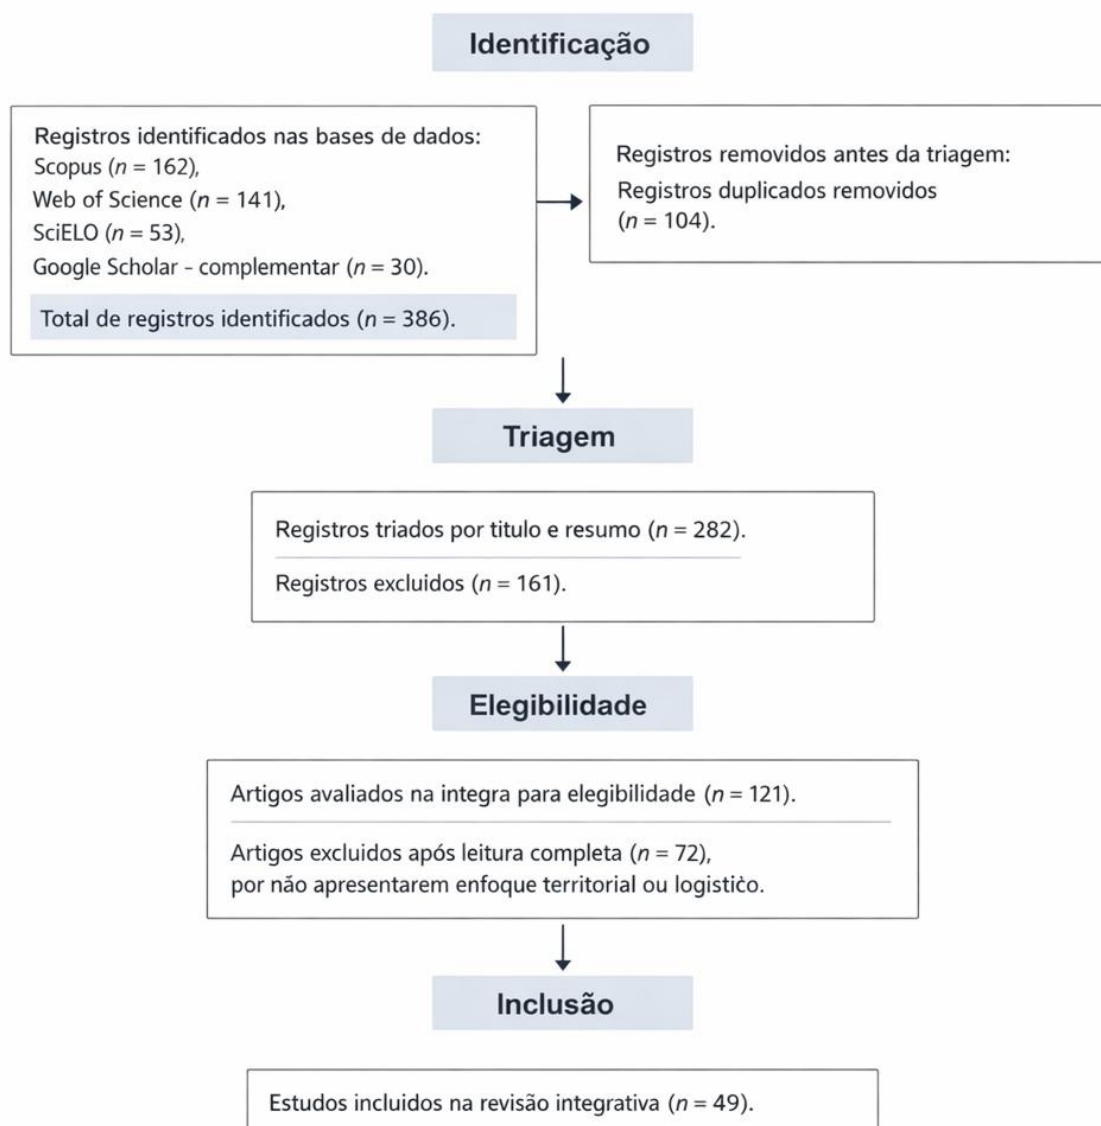 Identificação
Registros identificados nas bases de dados:
Scopus (n = 162),
Web of Science (n = 141),
SciELO (n = 53),
Google Scholar - complementar (n = 30).
Total de registros identificados (n = 386).
Registros removidos antes da triagem:
Registros duplicados removidos
(n = 104).
Triagem
Registros triados por titulo e resumo (n = 282).
Registros excluidos (n = 161).
Elegibilidade
Artigos avaliados na integra para elegibilidade (n = 121).
Artigos excluidos após leitura completa (n = 72),
por não apresentarem enfoque territorial ou logistico.
Inclusão
Estudos incluidos na revisão integrativa (n = 49).